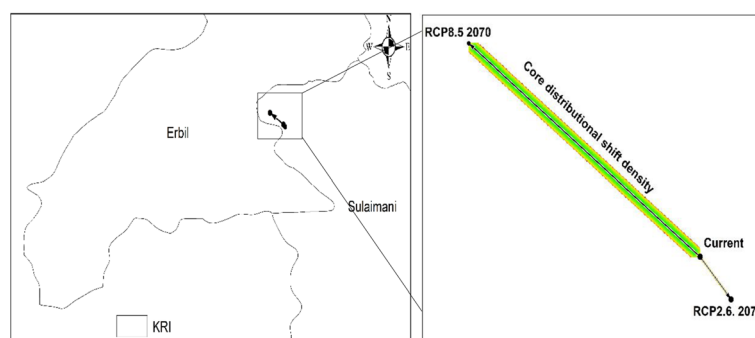 N
W
E
S
Erbil
Sulaimani
KRI
RCP8.5 2070
Core distributional shift density
Current
RCP2.6. 207